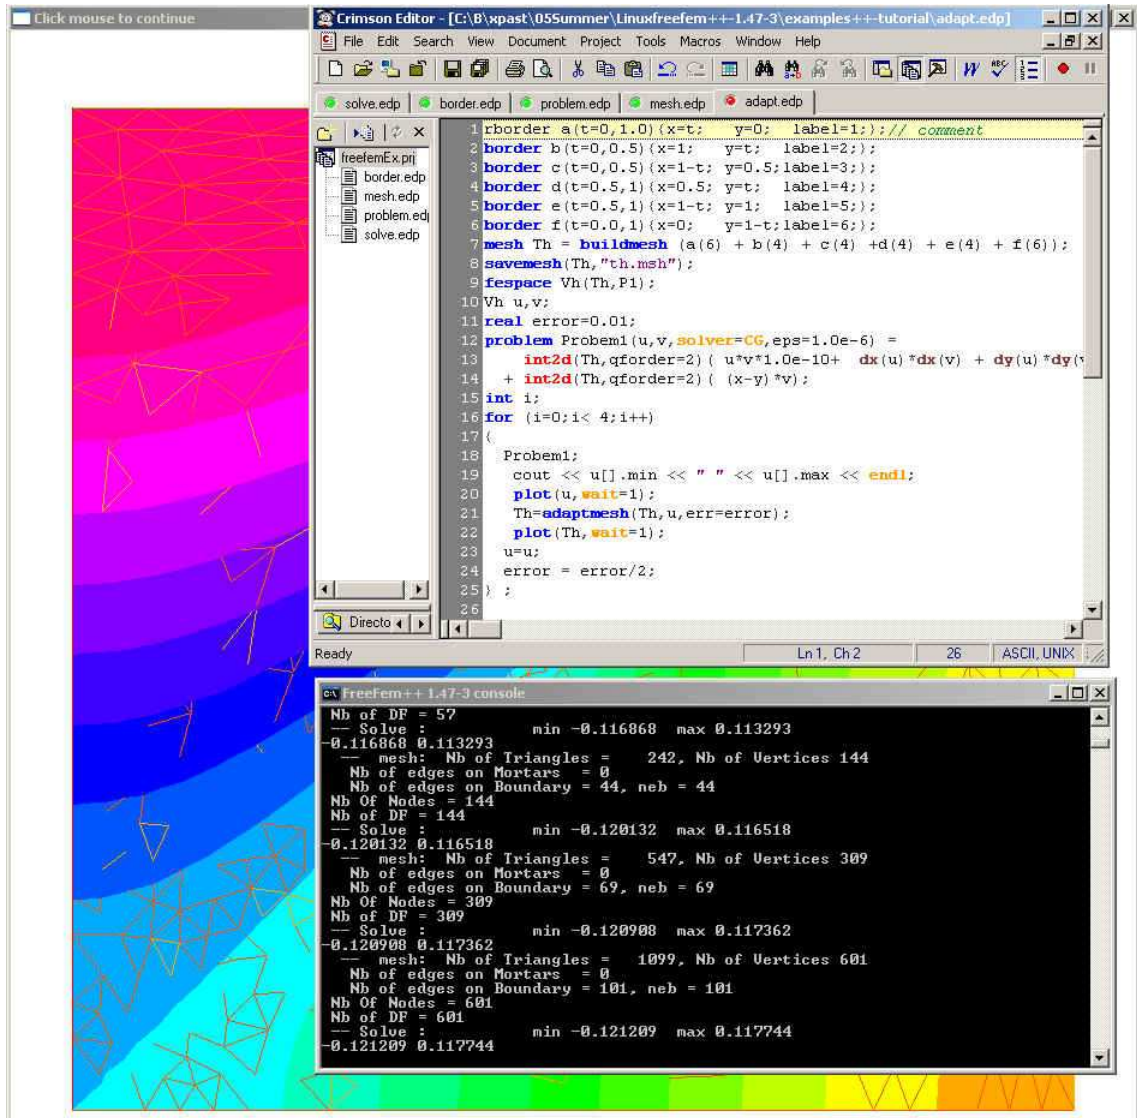 Click mouse to continue
Crimson Editor - [C:\B\xpast\05Summer\Linuxfreefem++-1.47-3\examples++-tutorial\adapt.edp]
File Edit Search View Document Project Tools Macros Window Help
solve.edp border.edp problem.edp mesh.edp adapt.edp
freefemEx.prj
border.edp
mesh.edp
problem.edp
solve.edp
Directo
1 rborder a(t=0,1.0){x=t; y=0; label=1;};// comment
2 border b(t=0,0.5){x=1; y=t; label=2;};
3 border c(t=0,0.5){x=1-t; y=0.5;label=3;};
4 border d(t=0.5,1){x=0.5; y=t; label=4;};
5 border e(t=0.5,1){x=1-t; y=1; label=5;};
6 border f(t=0.0,1){x=0; y=1-t;label=6;};
7 mesh Th = buildmesh (a(6) + b(4) + c(4) +d(4) + e(4) + f(6));
8 savemesh(Th,"th.msh");
9 fespace Vh(Th,P1);
10 Vh u,v;
11 real error=0.01;
12 problem Probem1(u,v,solver=CG,eps=1.0e-6) =
13 int2d(Th,qforder=2)( u*v*1.0e-10+ dx(u)*dx(v) + dy(u)*dy(v
14 + int2d(Th,qforder=2)( (x-y)*v);
15 int i;
16 for (i=0;i< 4;i++)
17 {
18 Probem1;
19 cout << u[].min << " " << u[].max << endl;
20 plot(u,wait=1);
21 Th=adaptmesh(Th,u,err=error);
22 plot(Th,wait=1);
23 u=u;
24 error = error/2;
25 } ;
26
Ready Ln 1, Ch 2 26 ASCII, UNIX
FreeFem++ 1.47-3 console
Nb of DF = 57
-- Solve : min -0.116868 max 0.113293
-0.116868 0.113293
-- mesh: Nb of Triangles = 242, Nb of Vertices 144
Nb of edges on Mortars = 0
Nb of edges on Boundary = 44, neb = 44
Nb Of Nodes = 144
Nb of DF = 144
-- Solve : min -0.120132 max 0.116518
-0.120132 0.116518
-- mesh: Nb of Triangles = 547, Nb of Vertices 309
Nb of edges on Mortars = 0
Nb of edges on Boundary = 69, neb = 69
Nb Of Nodes = 309
Nb of DF = 309
-- Solve : min -0.120908 max 0.117362
-0.120908 0.117362
-- mesh: Nb of Triangles = 1099, Nb of Vertices 601
Nb of edges on Mortars = 0
Nb of edges on Boundary = 101, neb = 101
Nb Of Nodes = 601
Nb of DF = 601
-- Solve : min -0.121209 max 0.117744
-0.121209 0.117744